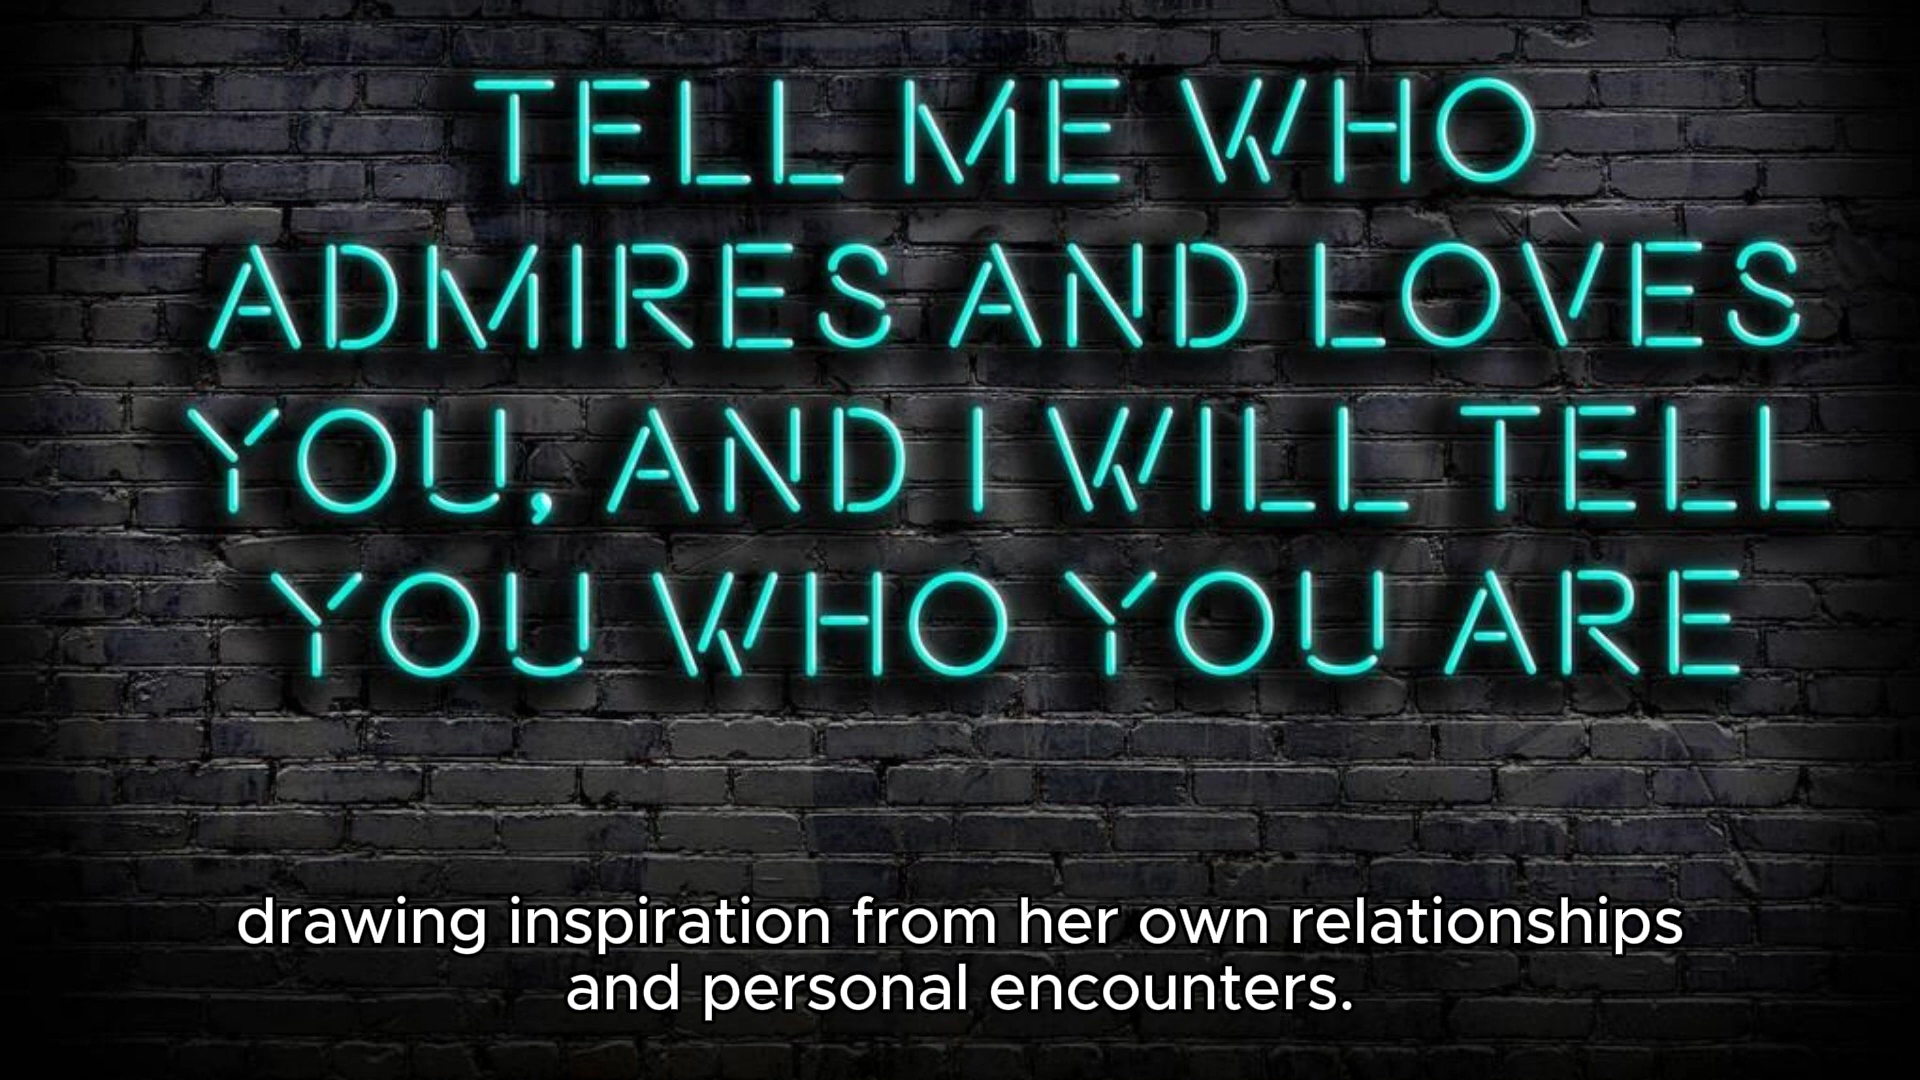 TELL ME WHO
ADMIRES AND LOVES
YOU, AND I WILL TELL
YOU WHO YOU ARE
drawing inspiration from her own relationships
and personal encounters.